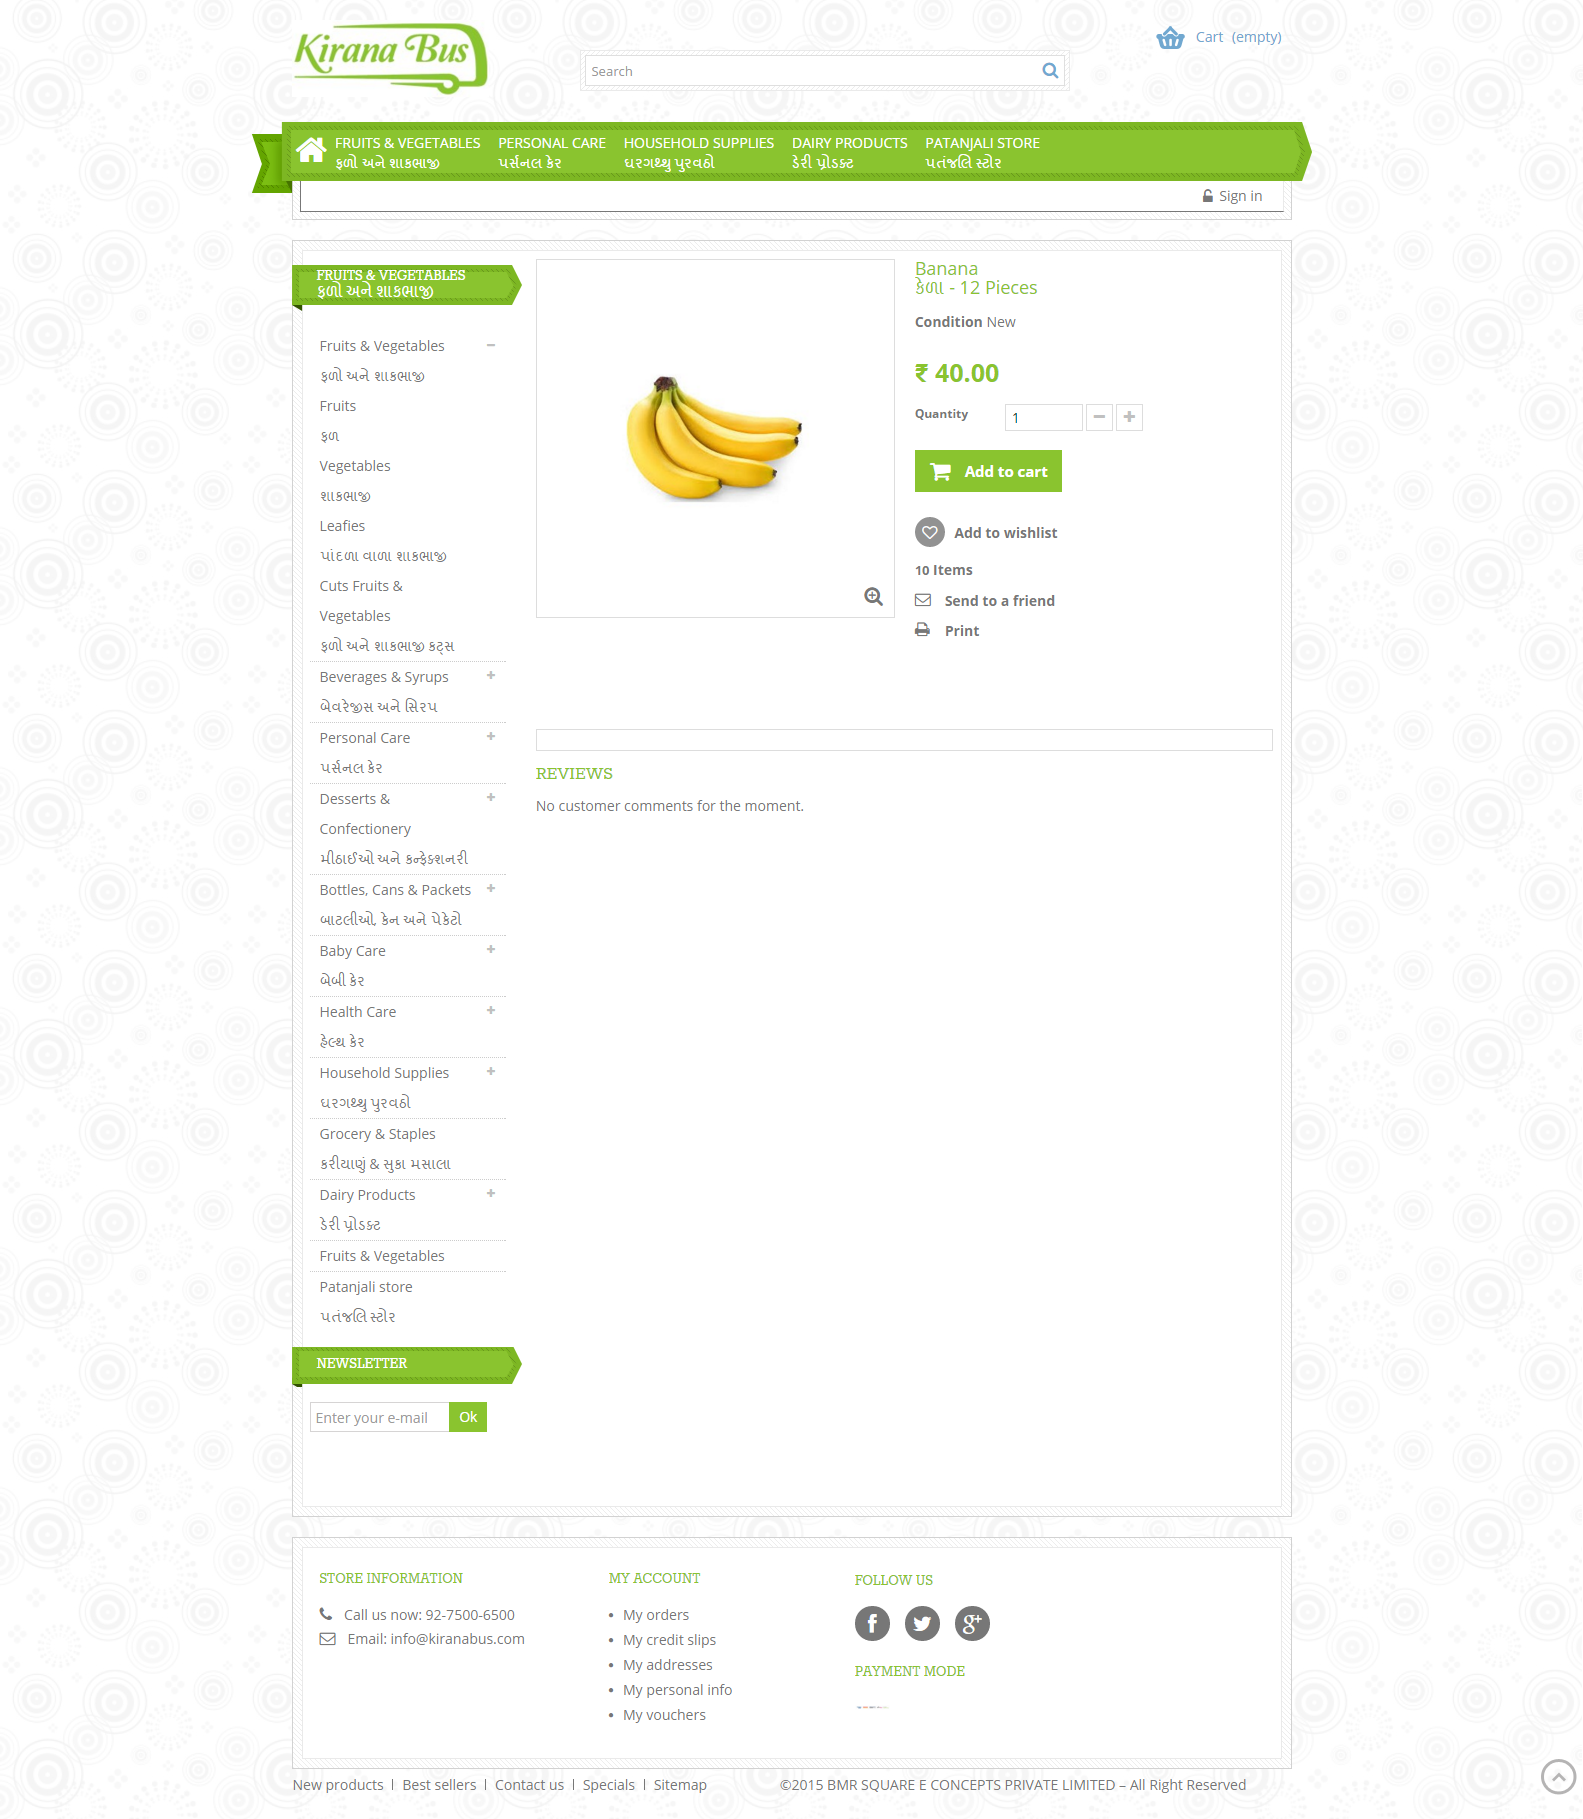 Kirana Bus
Cart (empty)
Search
FRUITS & VEGETABLES PERSONAL CARE HOUSEHOLD SUPPLIES DAIRY PRODUCTS PATANJALI STORE
ફળો અને શાકભાજી પર્સનલ કેર ઘરગથ્થુ પુરવઠો ડેરી પ્રોડક્ટ પતંજલિ સ્ટોર
Sign in
FRUITS & VEGETABLES
ફળો અને શાકભાજી
Fruits & Vegetables
ફળો અને શાકભાજી
Fruits
ફળ
Vegetables
શાકભાજી
Leafies
પાંદળા વાળા શાકભાજી
Cuts Fruits &
Vegetables
ફળો અને શાકભાજી કટ્સ
Beverages & Syrups
બેવરેજીસ અને સિરપ
Personal Care
પર્સનલ કેર
Desserts &
Confectionery
મીઠાઈઓ અને કન્ફેક્શનરી
Bottles, Cans & Packets
બાટલીઓ, કેન અને પેકેટો
Baby Care
બેબી કેર
Health Care
હેલ્થ કેર
Household Supplies
ઘરગથ્થુ પુરવઠો
Grocery & Staples
કરીયાણું & સુકા મસાલા
Dairy Products
ડેરી પ્રોડક્ટ
Fruits & Vegetables
Patanjali store
પતંજલિ સ્ટોર
NEWSLETTER
Enter your e-mail Ok
Banana
કેળા - 12 Pieces
Condition New
₹ 40.00
Quantity 1
Add to cart
Add to wishlist
10 Items
Send to a friend
Print
REVIEWS
No customer comments for the moment.
STORE INFORMATION
Call us now: 92-7500-6500
Email: info@kiranabus.com
MY ACCOUNT
My orders
My credit slips
My addresses
My personal info
My vouchers
FOLLOW US
PAYMENT MODE
New products | Best sellers | Contact us | Specials | Sitemap
©2015 BMR SQUARE E CONCEPTS PRIVATE LIMITED – All Right Reserved